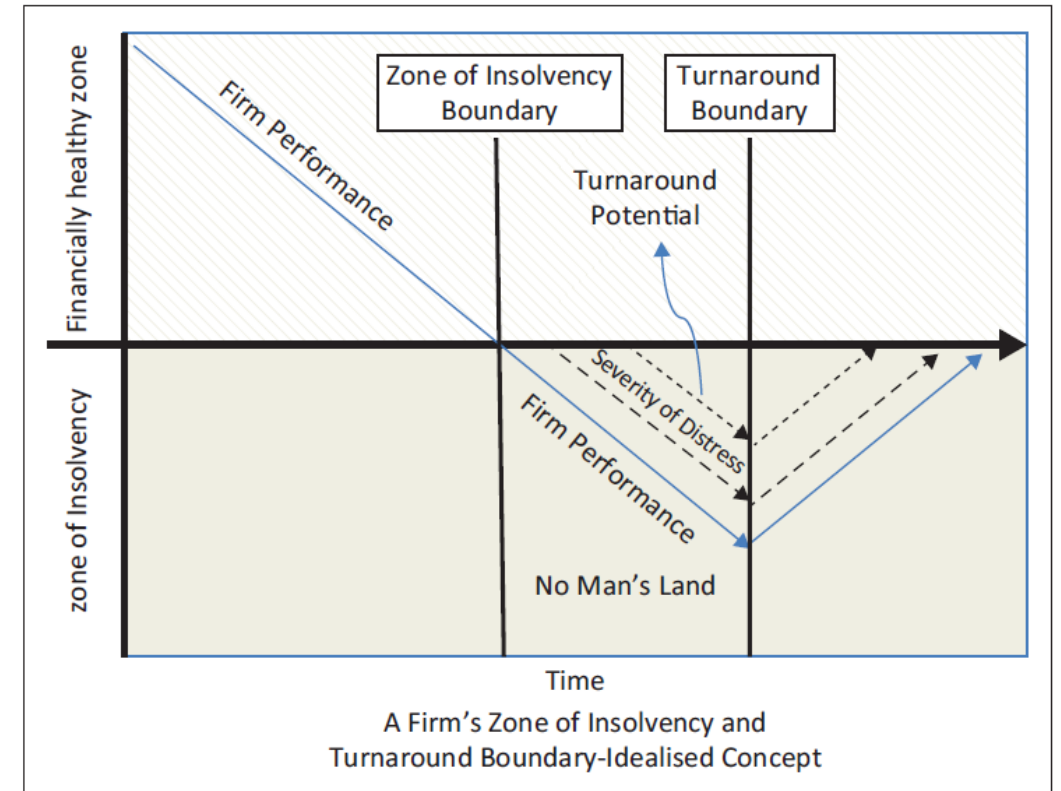 Financially healthy zone
zone of Insolvency
Firm Performance
Zone of Insolvency
Boundary
Turnaround
Boundary
Turnaround
Potential
Severity of Distress
Firm Performance
No Man's Land
Time
A Firm's Zone of Insolvency and
Turnaround Boundary-Idealised Concept